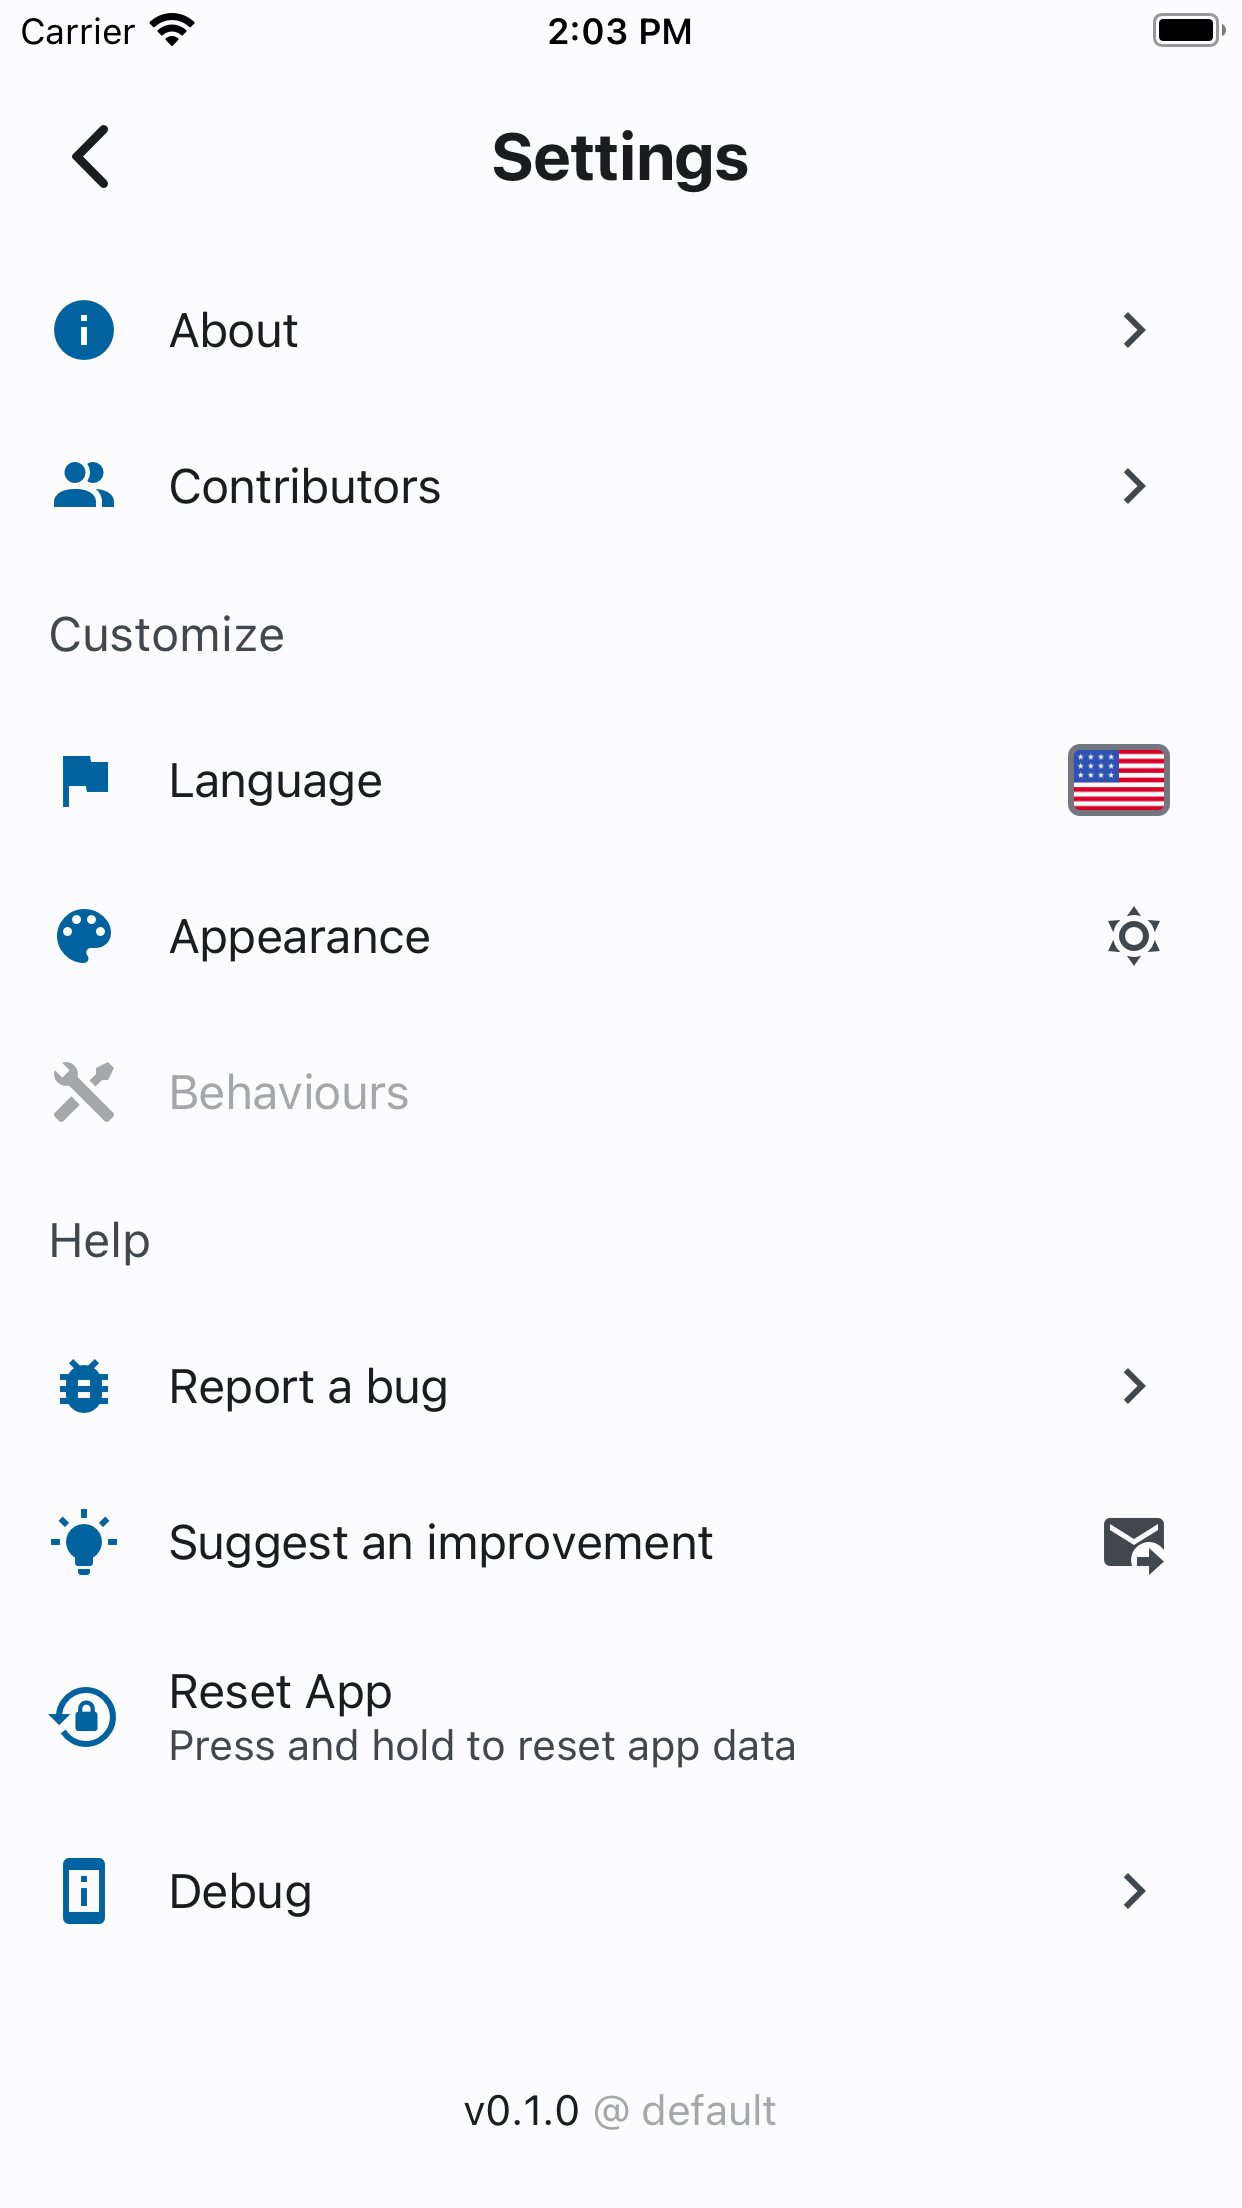 Carrier 2:03 PM
Settings
About
Contributors
Customize
Language
Appearance
Behaviours
Help
Report a bug
Suggest an improvement
Reset App
Press and hold to reset app data
Debug
v0.1.0 @ default